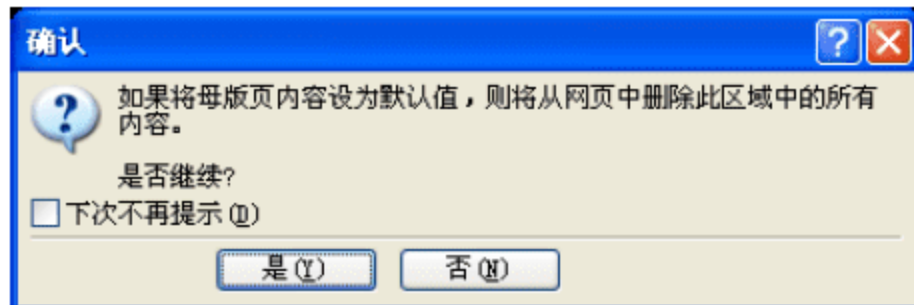 确认
如果将母版页内容设为默认值，则将从网页中删除此区域中的所有
内容。
是否继续?
下次不再提示(D)
是(Y) 否(N)